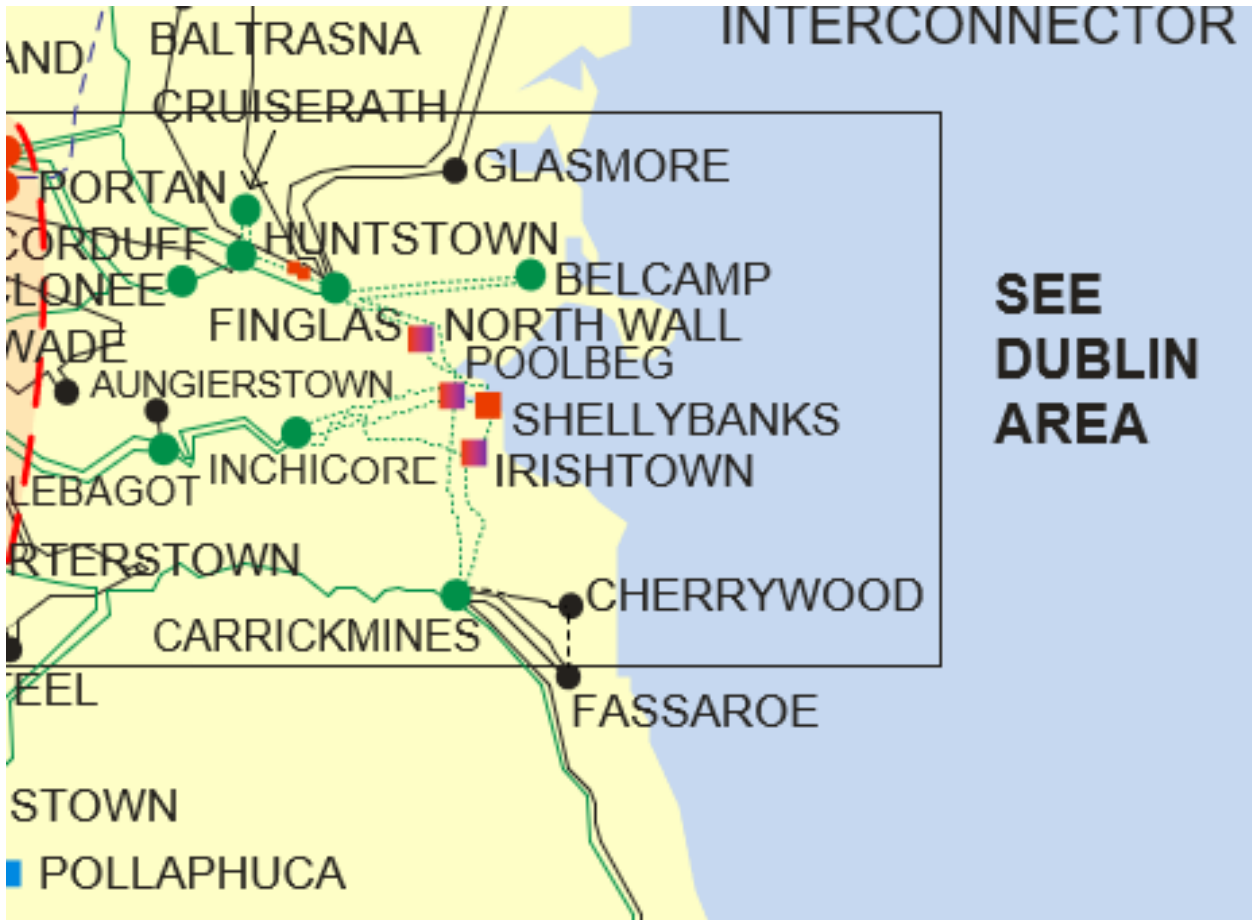 INTERCONNECTOR
BALTRASNA
AND
CRUISERATH
GLASMORE
PORTAN
CORDUFF
HUNTSTOWN
CLONEE
BELCAMP
SEE
DUBLIN
AREA
FINGLAS
NORTH WALL
WADE
POOLBEG
AUNGIERSTOWN
SHELLYBANKS
INCHICORE
IRISHTOWN
LEBAGOT
RTERSTOWN
CHERRYWOOD
CARRICKMINES
TEEL
FASSAROE
STOWN
POLLAPHUCA